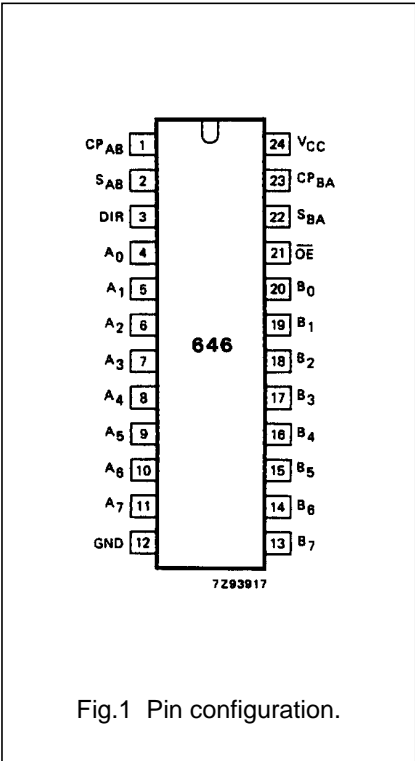 CPAB 1 24 VCC
SAB 2 23 CPBA
DIR 3 22 SBA
A0 4 21 O̅E̅
A1 5 20 B0
A2 6 19 B1
A3 7 18 B2
646
A4 8 17 B3
A5 9 16 B4
A6 10 15 B5
A7 11 14 B6
GND 12 13 B7
7Z93917
Fig.1 Pin configuration.